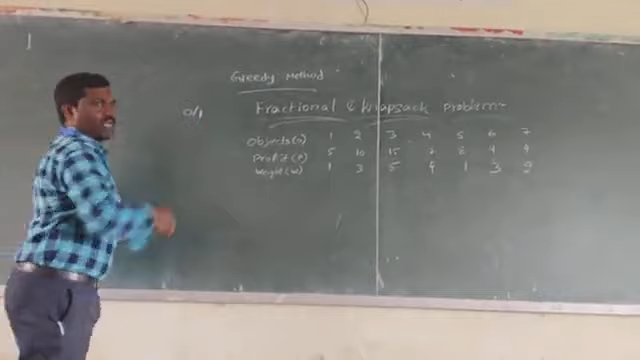 Greedy Method
0/1
Fractional & Knapsack Problem
Objects(o) 1 2 3 4 5 6 7
Profit(P) 5 10 15 7 8 9 4
Weight(w) 1 3 5 4 1 3 2